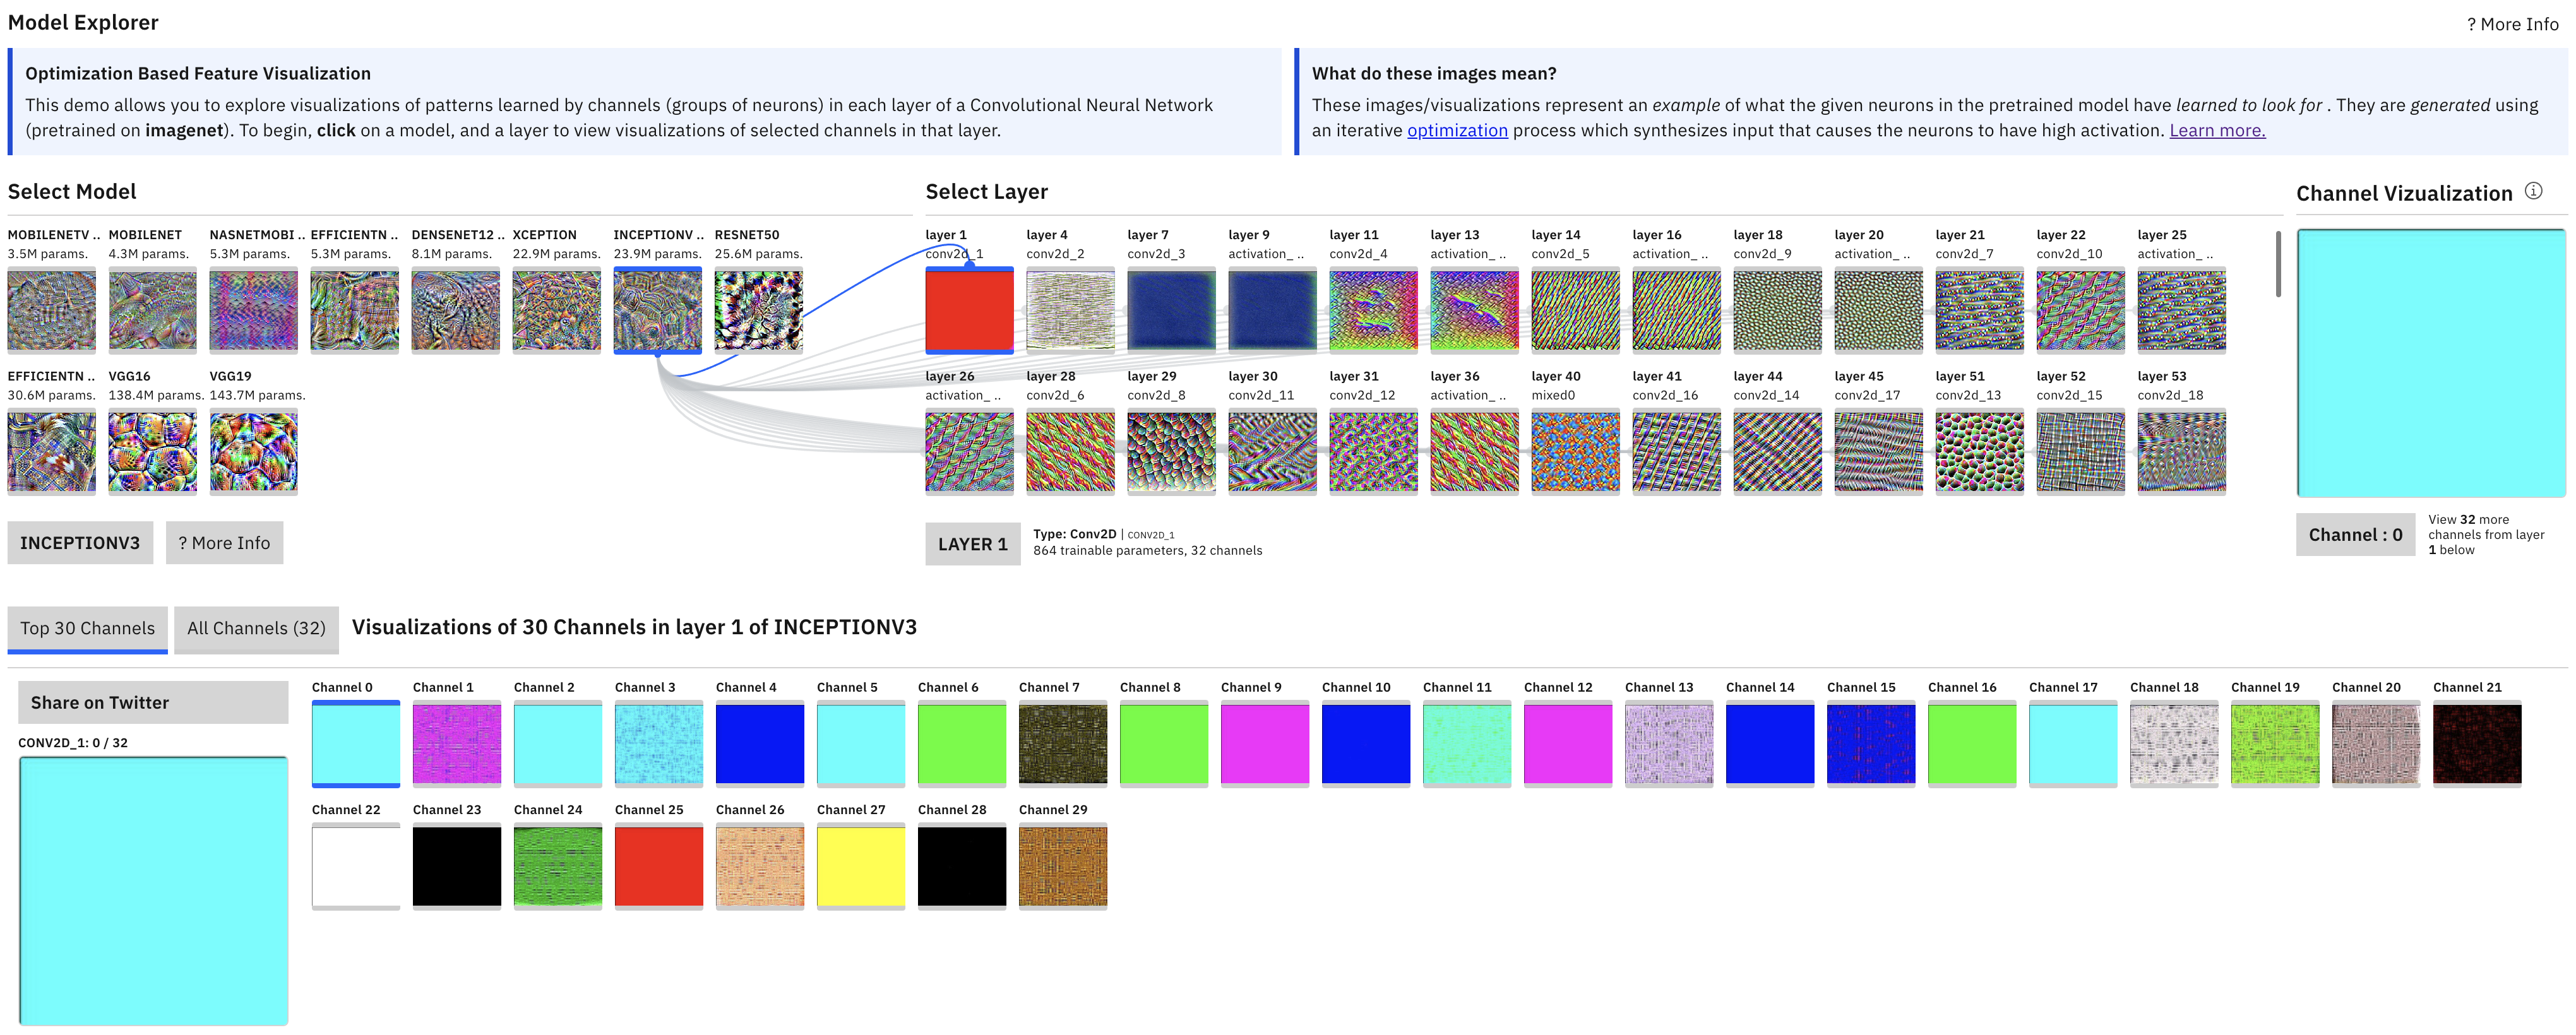 Model Explorer
? More Info
Optimization Based Feature Visualization
This demo allows you to explore visualizations of patterns learned by channels (groups of neurons) in each layer of a Convolutional Neural Network
(pretrained on imagenet). To begin, click on a model, and a layer to view visualizations of selected channels in that layer.
What do these images mean?
These images/visualizations represent an example of what the given neurons in the pretrained model have learned to look for . They are generated using
an iterative optimization process which synthesizes input that causes the neurons to have high activation. Learn more.
Select Model
MOBILENETV .. MOBILENET NASNETMOBI .. EFFICIENTN .. DENSENET12 .. XCEPTION INCEPTIONV .. RESNET50
3.5M params. 4.3M params. 5.3M params. 5.3M params. 8.1M params. 22.9M params. 23.9M params. 25.6M params.
EFFICIENTN .. VGG16 VGG19
30.6M params. 138.4M params. 143.7M params.
INCEPTIONV3 ? More Info
Select Layer
layer 1 layer 4 layer 7 layer 9 layer 11 layer 13 layer 14 layer 16 layer 18 layer 20 layer 21 layer 22 layer 25
conv2d_1 conv2d_2 conv2d_3 activation_ .. conv2d_4 activation_ .. conv2d_5 activation_ .. conv2d_9 activation_ .. conv2d_7 conv2d_10 activation_ ..
layer 26 layer 28 layer 29 layer 30 layer 31 layer 36 layer 40 layer 41 layer 44 layer 45 layer 51 layer 52 layer 53
activation_ .. conv2d_6 conv2d_8 conv2d_11 conv2d_12 activation_ .. mixed0 conv2d_16 conv2d_14 conv2d_17 conv2d_13 conv2d_15 conv2d_18
LAYER 1
Type: Conv2D | CONV2D_1
864 trainable parameters, 32 channels
Channel Vizualization
Channel : 0
View 32 more
channels from layer
1 below
Top 30 Channels All Channels (32) Visualizations of 30 Channels in layer 1 of INCEPTIONV3
Share on Twitter
CONV2D_1: 0 / 32
Channel 0 Channel 1 Channel 2 Channel 3 Channel 4 Channel 5 Channel 6 Channel 7 Channel 8 Channel 9 Channel 10 Channel 11 Channel 12 Channel 13 Channel 14 Channel 15 Channel 16 Channel 17 Channel 18 Channel 19 Channel 20 Channel 21
Channel 22 Channel 23 Channel 24 Channel 25 Channel 26 Channel 27 Channel 28 Channel 29